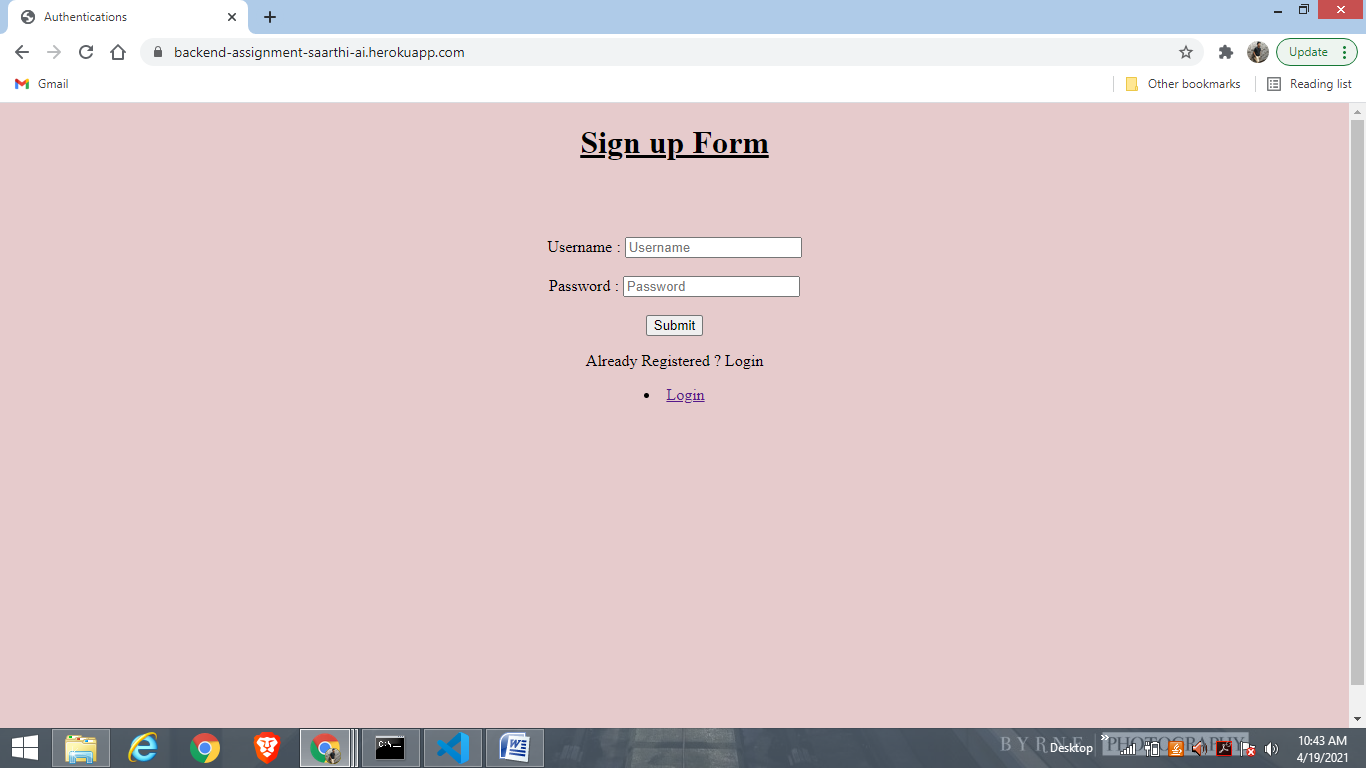 Authentications
backend-assignment-saarthi-ai.herokuapp.com
Update
Gmail
Other bookmarks
Reading list
Sign up Form
Username : Username
Password : Password
Submit
Already Registered ? Login
Login
BYRNE PHOTOGRAPHY
Desktop
10:43 AM
4/19/2021